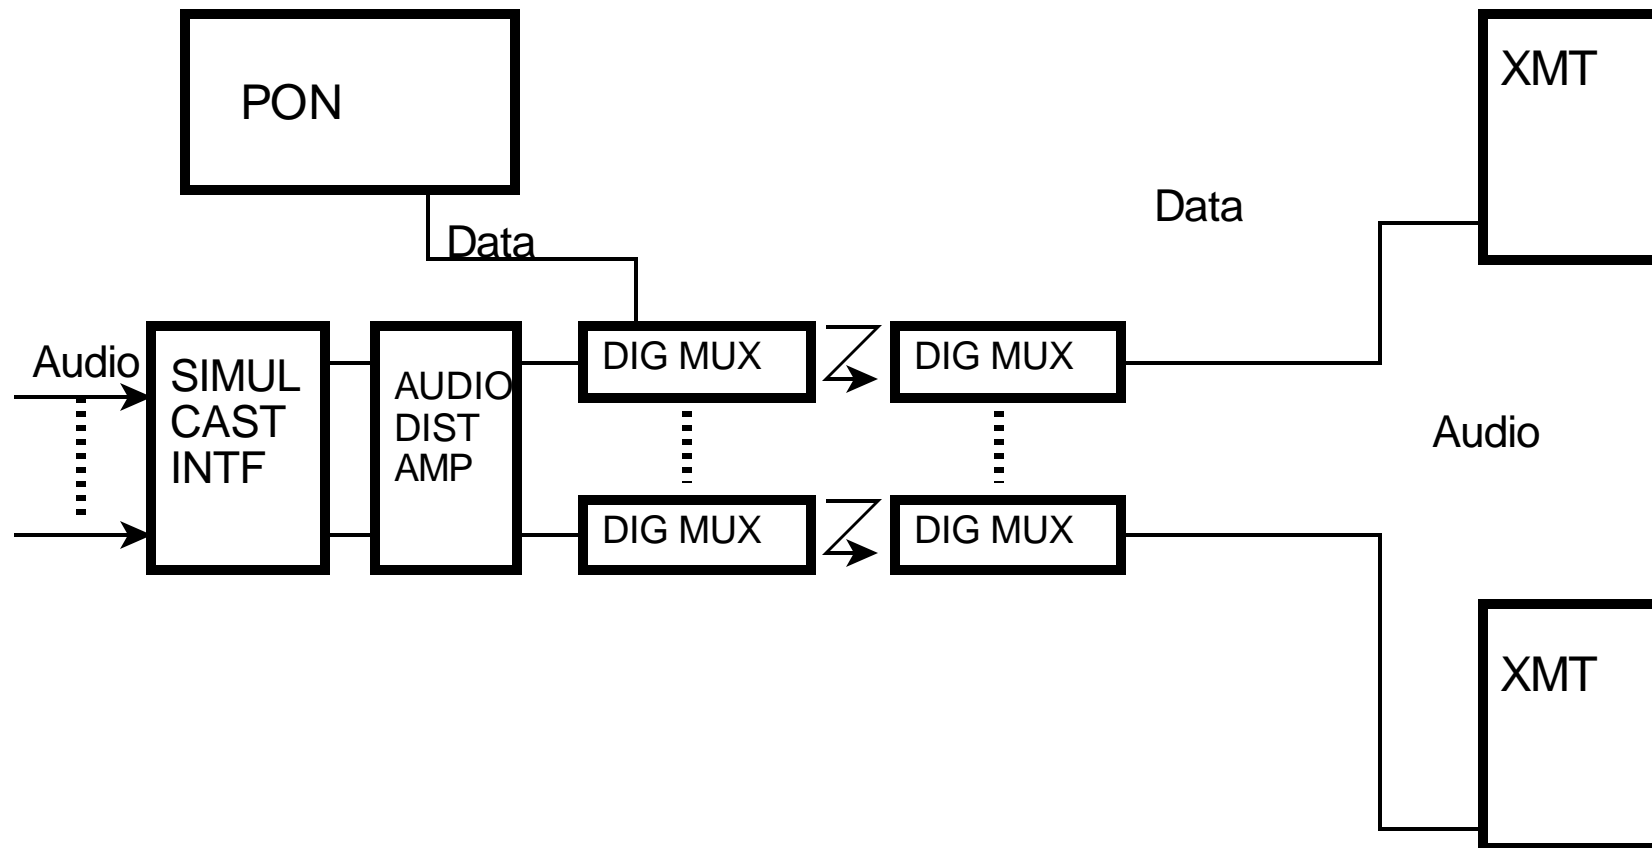 PON
XMT
Data
Data
Audio
SIMUL
CAST
INTF
AUDIO
DIST
AMP
DIG MUX
DIG MUX
Audio
DIG MUX
DIG MUX
XMT